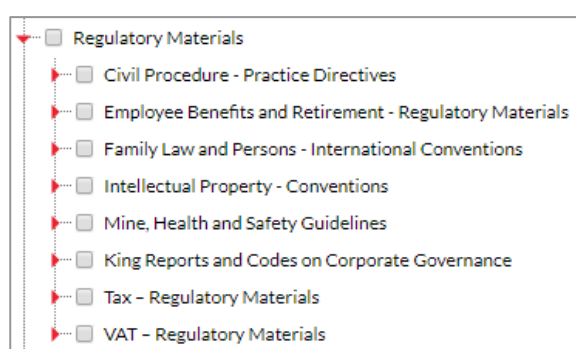 Regulatory Materials
Civil Procedure - Practice Directives
Employee Benefits and Retirement - Regulatory Materials
Family Law and Persons - International Conventions
Intellectual Property - Conventions
Mine, Health and Safety Guidelines
King Reports and Codes on Corporate Governance
Tax – Regulatory Materials
VAT – Regulatory Materials